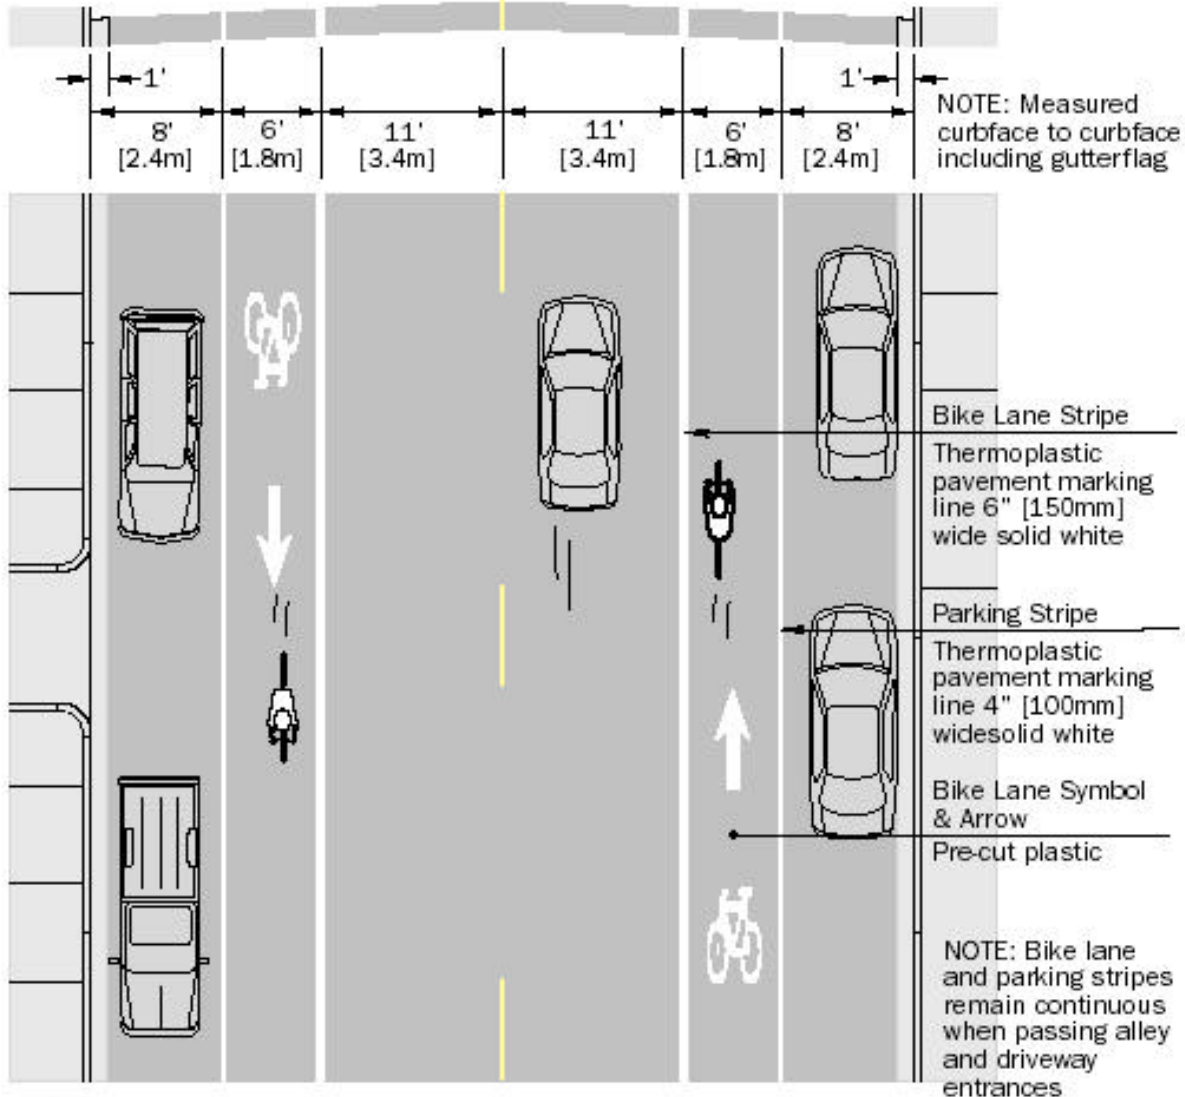 1'
1'
8'
[2.4m]
6'
[1.8m]
11'
[3.4m]
11'
[3.4m]
6'
[1.8m]
8'
[2.4m]
NOTE: Measured
curbface to curbface
including gutterflag
Bike Lane Stripe
Thermoplastic
pavement marking
line 6" [150mm]
wide solid white
Parking Stripe
Thermoplastic
pavement marking
line 4" [100mm]
widesolid white
Bike Lane Symbol
& Arrow
Pre-cut plastic
NOTE: Bike lane
and parking stripes
remain continuous
when passing alley
and driveway
entrances